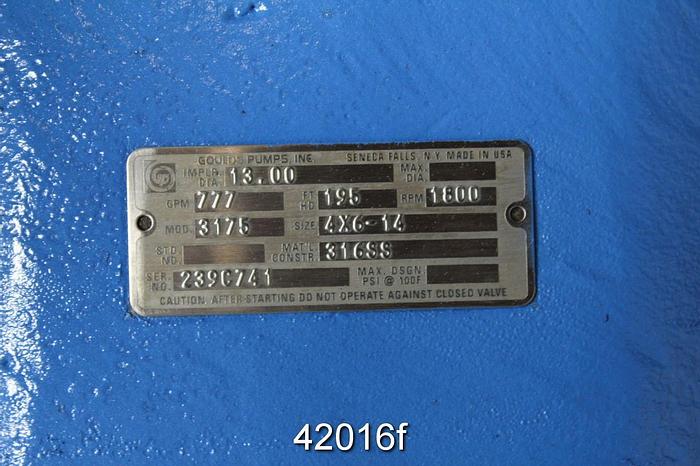 GOULDS PUMPS, INC. SENECA FALLS, N.Y. MADE IN USA
IMPLR. DIA. 13.00 MAX. DIA.
GPM 777 FT HD 195 RPM 1800
MOD. 3175 SIZE 4X6-14
STD. NO. MAT'L. CONSTR. 316SS
SER. NO. 239C741 MAX. DSGN. PSI @ 100F
CAUTION: AFTER STARTING DO NOT OPERATE AGAINST CLOSED VALVE
42016f